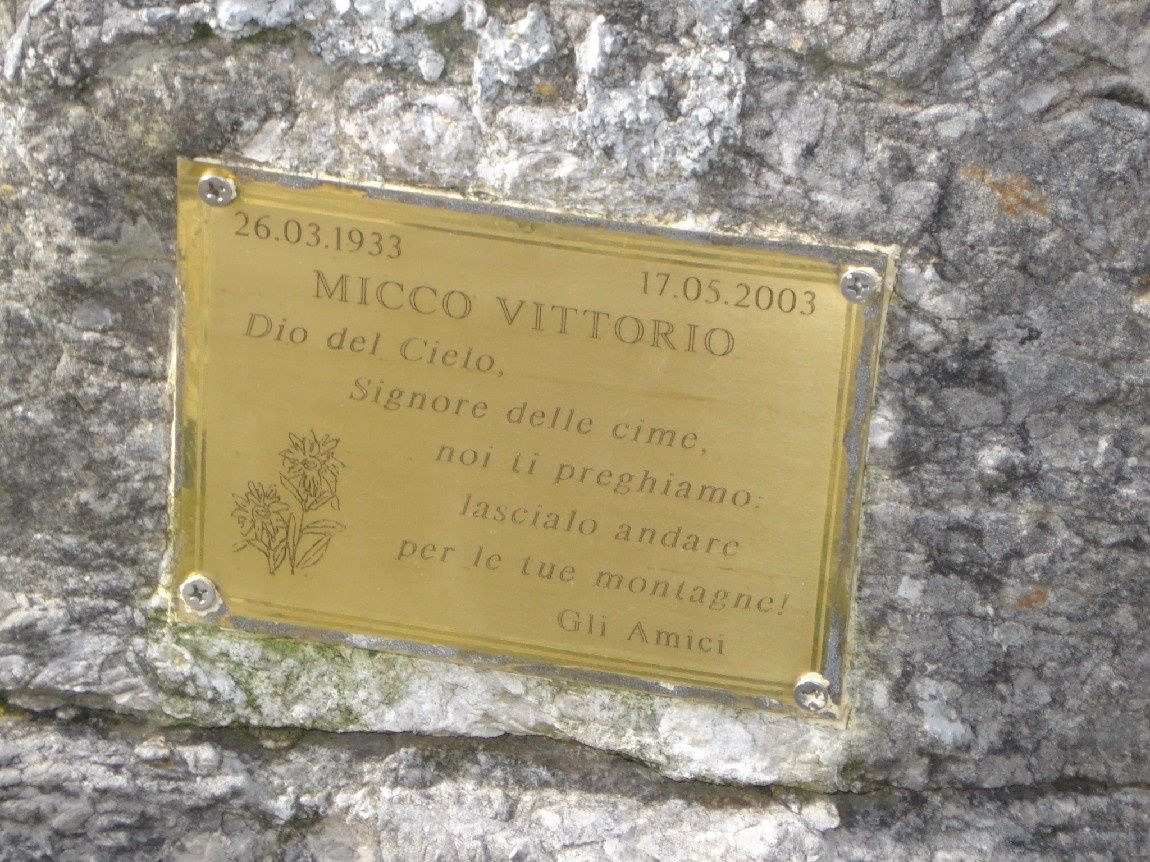 26.03.1933
17.05.2003
MICCO VITTORIO
Dio del Cielo,
Signore delle cime,
noi ti preghiamo:
lascialo andare
per le tue montagne!
Gli Amici